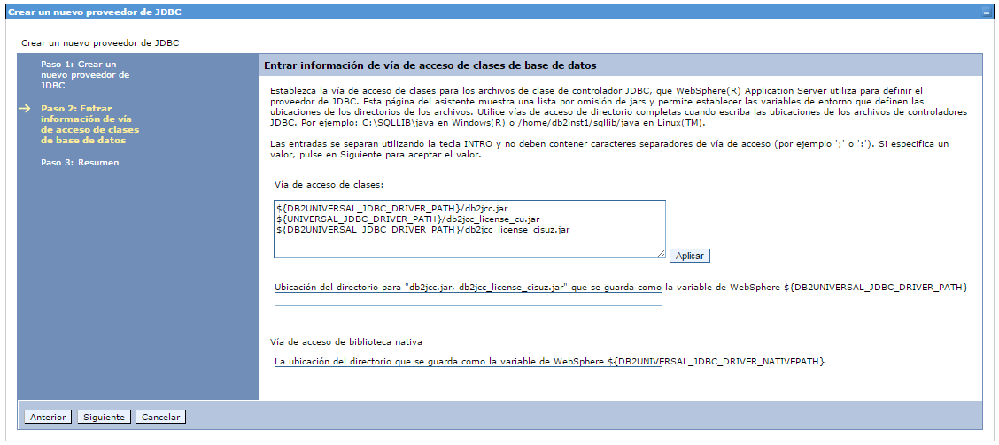 Crear un nuevo proveedor de JDBC
Crear un nuevo proveedor de JDBC
Paso 1: Crear un
nuevo proveedor de
JDBC
Paso 2: Entrar
información de vía
de acceso de clases
de base de datos
Paso 3: Resumen
Entrar información de vía de acceso de clases de base de datos
Establezca la vía de acceso de clases para los archivos de clase de controlador JDBC, que WebSphere(R) Application Server utiliza para definir el
proveedor de JDBC. Esta página del asistente muestra una lista por omisión de jars y permite establecer las variables de entorno que definen las
ubicaciones de los directorios de los archivos. Utilice vías de acceso de directorio completas cuando escriba las ubicaciones de los archivos de controladores
JDBC. Por ejemplo: C:\SQLLIB\java en Windows(R) o /home/db2inst1/sqllib/java en Linux(TM).
Las entradas se separan utilizando la tecla INTRO y no deben contener caracteres separadores de vía de acceso (por ejemplo ';' o ':'). Si especifica un
valor, pulse en Siguiente para aceptar el valor.
Vía de acceso de clases:
${DB2UNIVERSAL_JDBC_DRIVER_PATH}/db2jcc.jar
${UNIVERSAL_JDBC_DRIVER_PATH}/db2jcc_license_cu.jar
${DB2UNIVERSAL_JDBC_DRIVER_PATH}/db2jcc_license_cisuz.jar
Aplicar
Ubicación del directorio para "db2jcc.jar, db2jcc_license_cisuz.jar" que se guarda como la variable de WebSphere ${DB2UNIVERSAL_JDBC_DRIVER_PATH}
Vía de acceso de biblioteca nativa
La ubicación del directorio que se guarda como la variable de WebSphere ${DB2UNIVERSAL_JDBC_DRIVER_NATIVEPATH}
Anterior Siguiente Cancelar